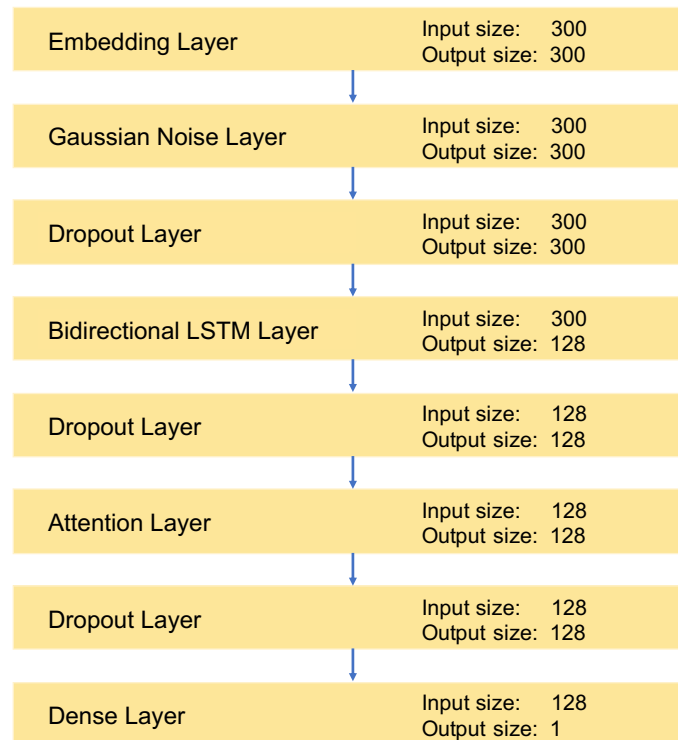 Embedding Layer
Input size: 300
Output size: 300
Gaussian Noise Layer
Input size: 300
Output size: 300
Dropout Layer
Input size: 300
Output size: 300
Bidirectional LSTM Layer
Input size: 300
Output size: 128
Dropout Layer
Input size: 128
Output size: 128
Attention Layer
Input size: 128
Output size: 128
Dropout Layer
Input size: 128
Output size: 128
Dense Layer
Input size: 128
Output size: 1